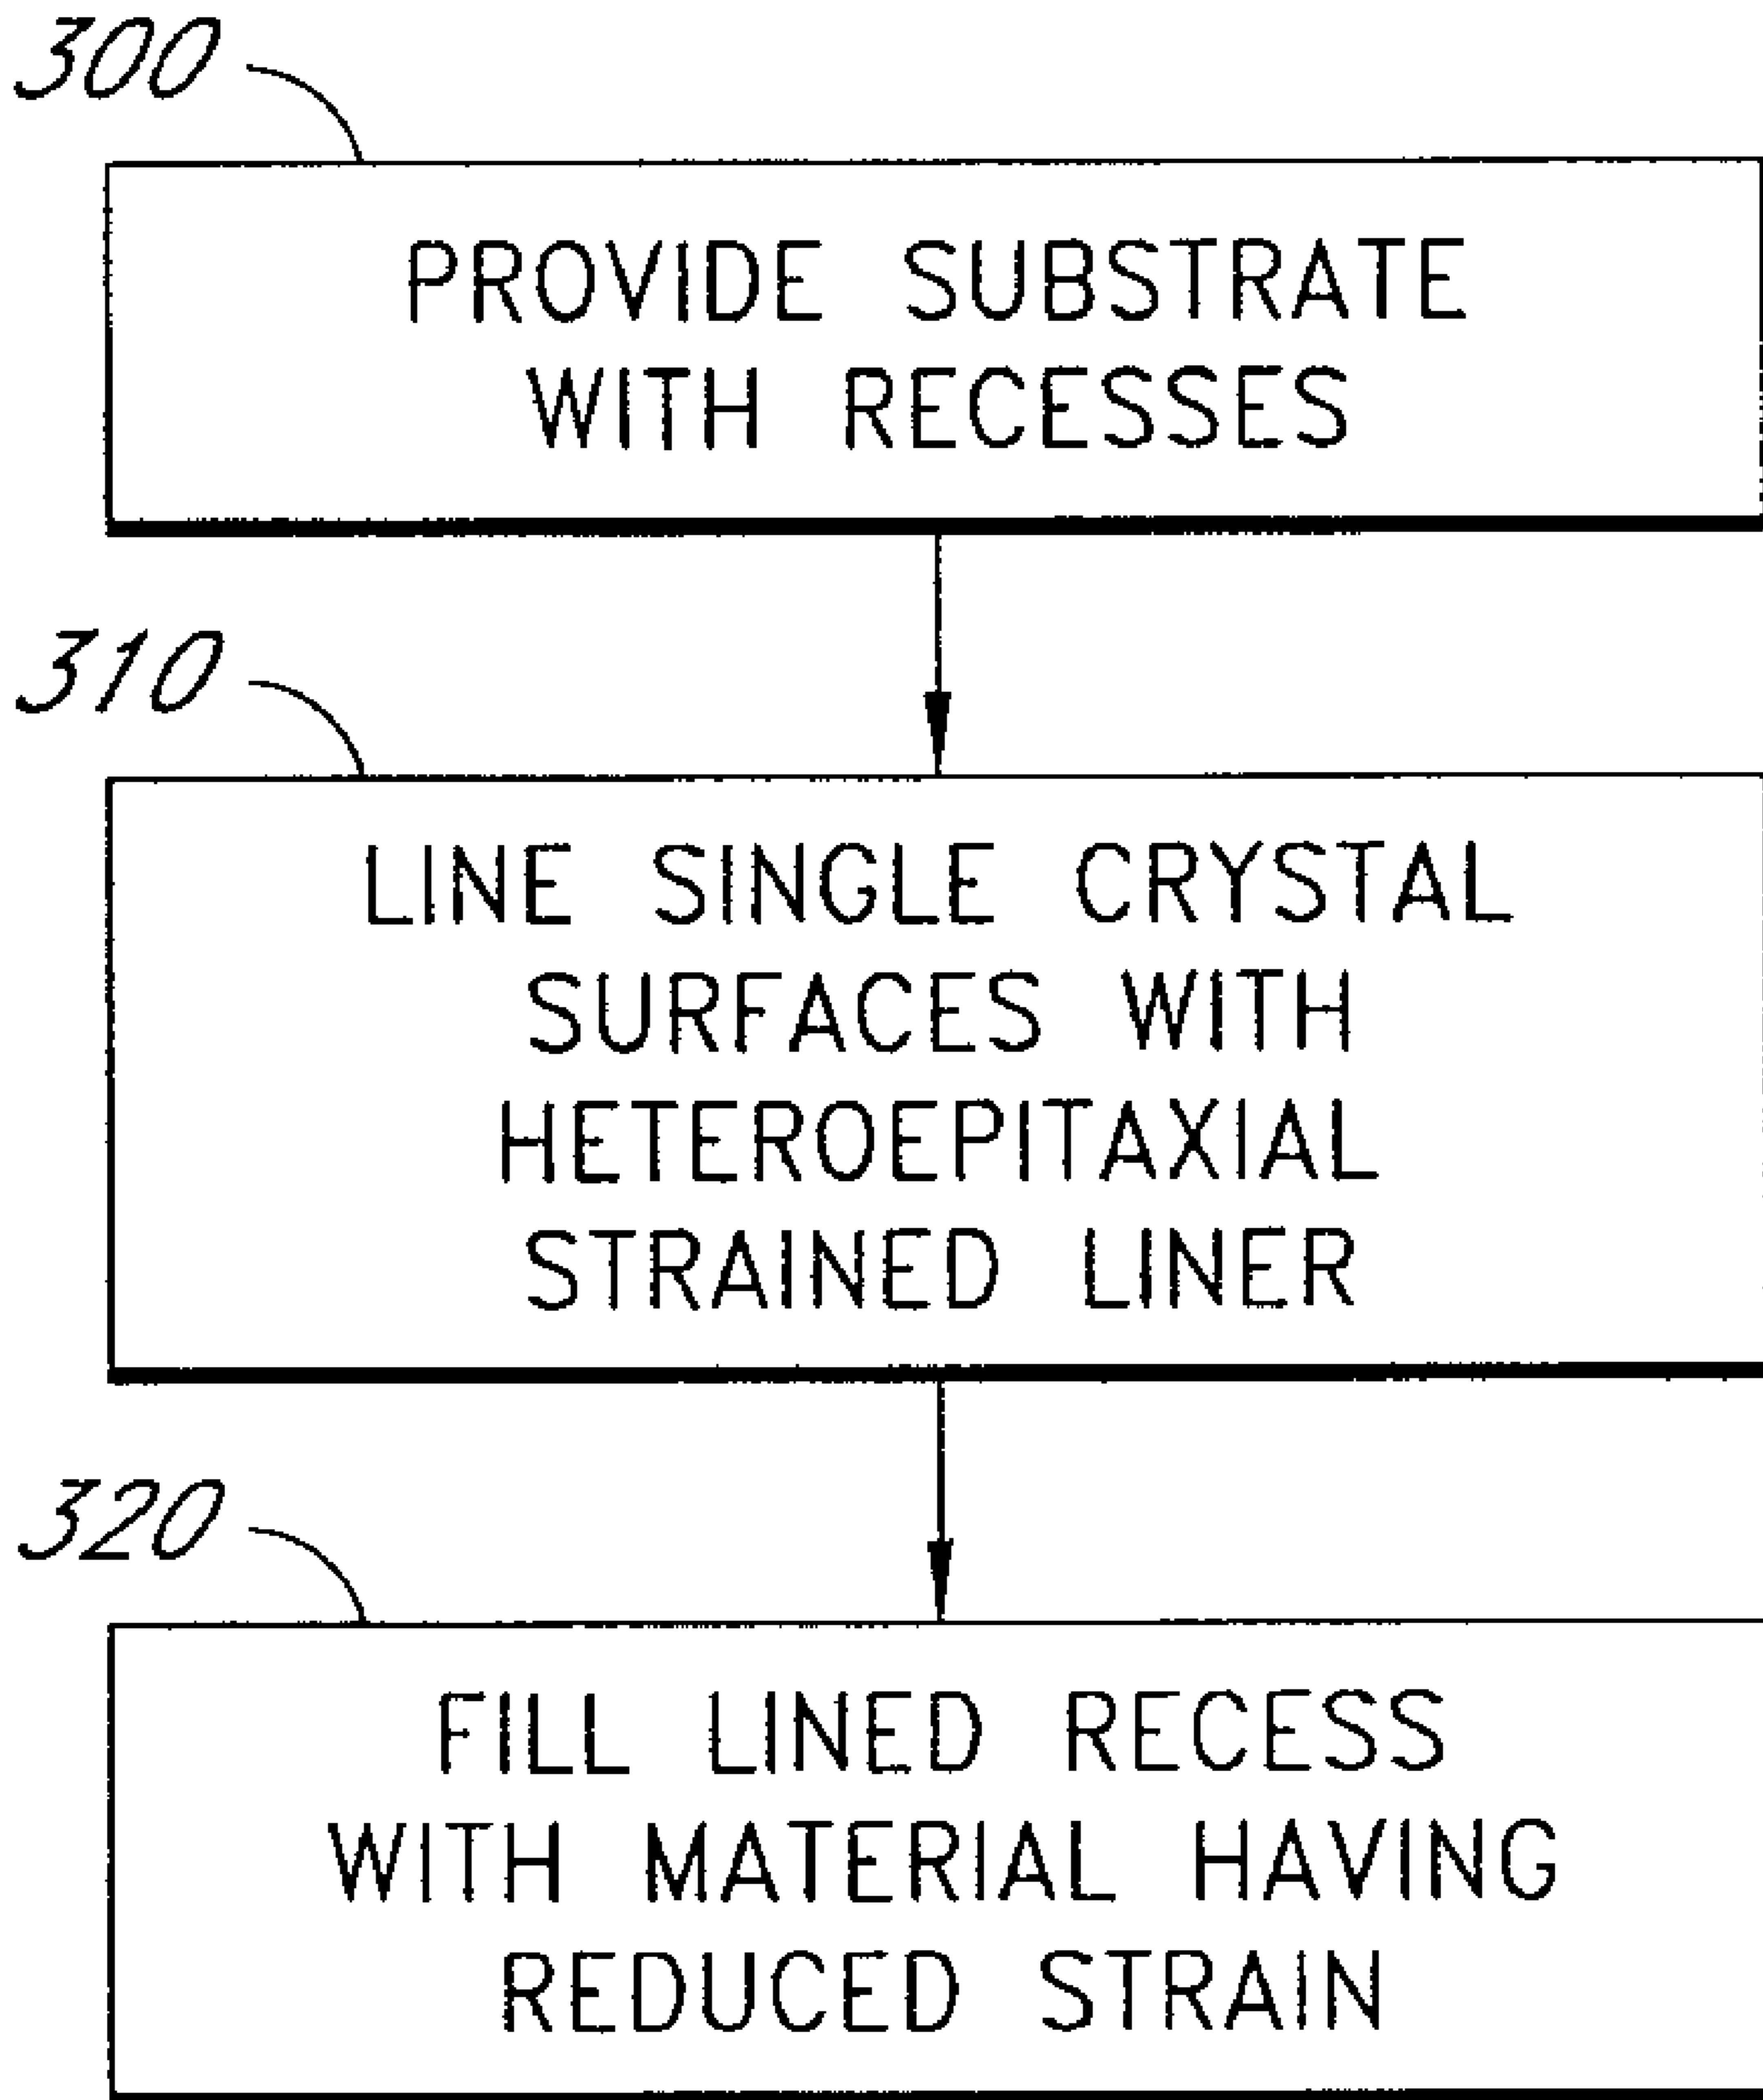 300
PROVIDE SUBSTRATE
WITH RECESSES
310
LINE SINGLE CRYSTAL
SURFACES WITH
HETEROEPITAXIAL
STRAINED LINER
320
FILL LINED RECESS
WITH MATERIAL HAVING
REDUCED STRAIN